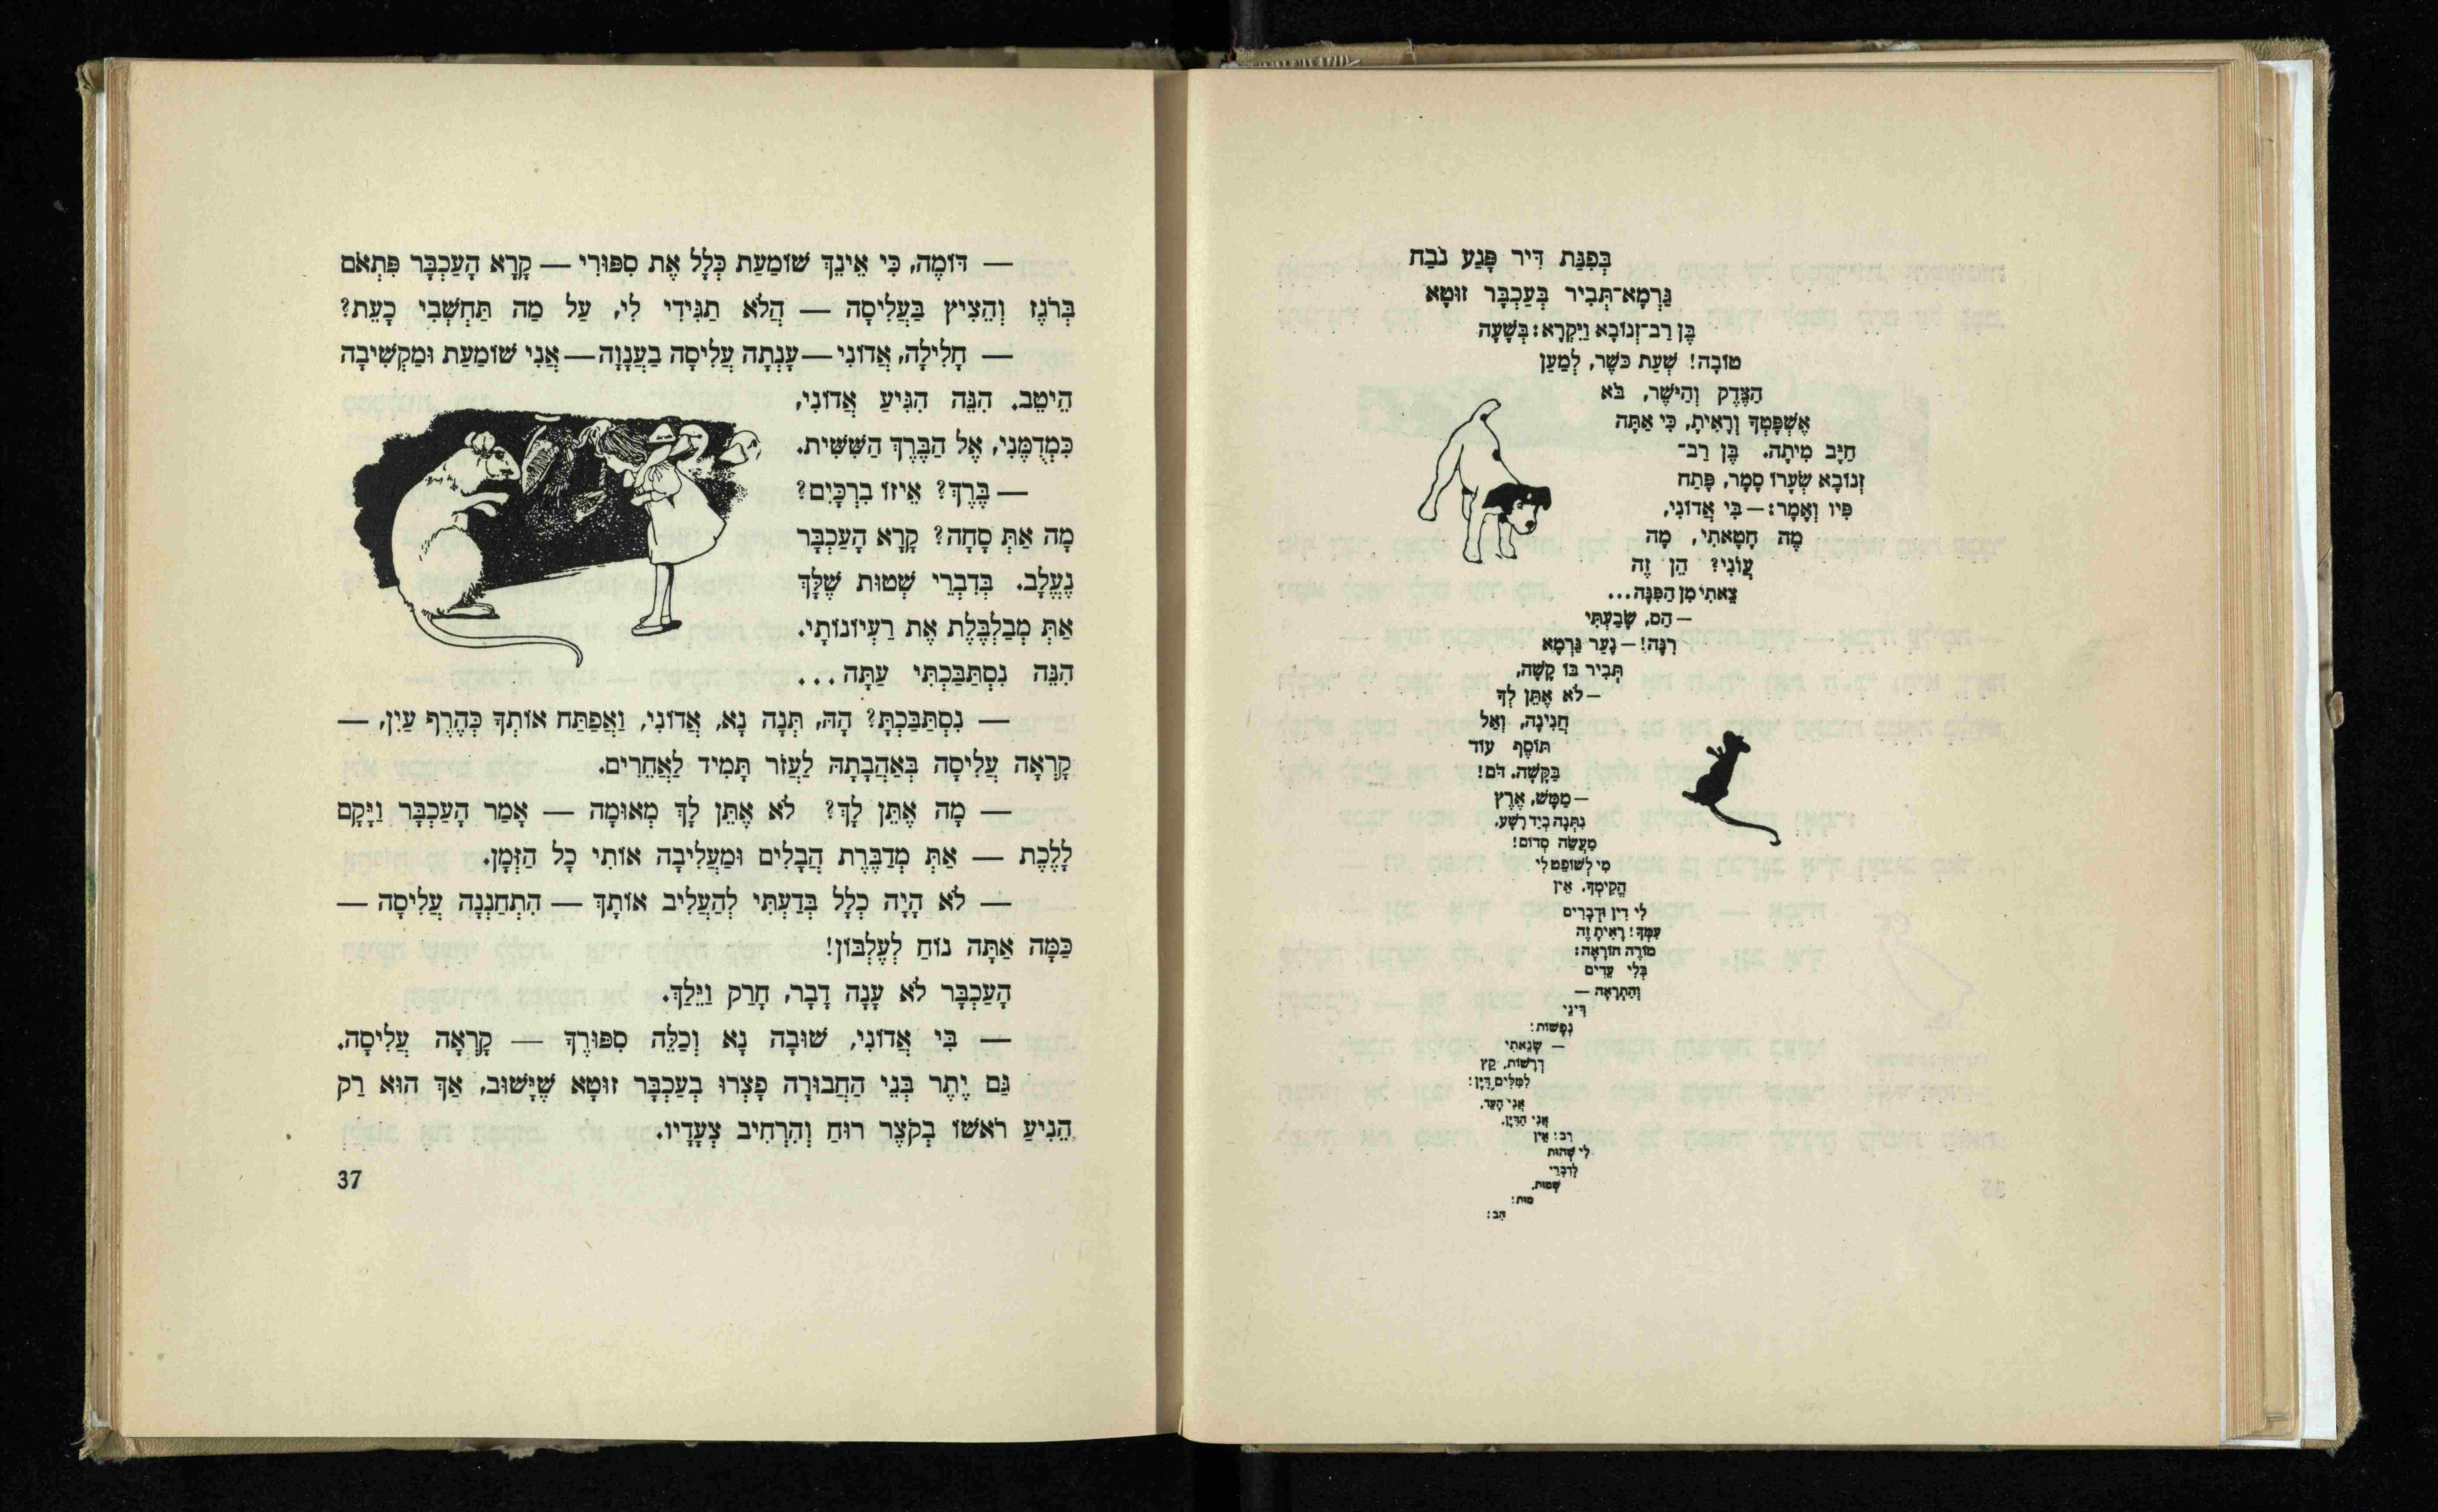 בְּפִנַּת דִּיר פָּגַע נֹבֵחַ
גַּרְמָא־תְּבִיר בְּעַכְבָּר זוּטָא
בֶּן רַב־זְנוֹבָא וַיִּקְרָא: בְּשָׁעָה
טוֹבָה! שְׁעַת כֹּשֶׁר, לְמַעַן
הַצֶּדֶק וְהַיֹּשֶׁר, בֹּא
אֶשְׁפָּטְךָ וְרָאִיתָ, כִּי אַתָּה
חַיָּב מִיתָה. בֶּן רַב־
זְנוֹבָא שְׂעָרוֹ סָמָר, פָּתַח
פִּיו וְאָמָר: — בִּי אֲדוֹנִי,
מֶה חָטָאתִי, מָה
עֲוֹנִי? הֵן זֶה
צֵאתִי מִן הַפִּנָּה...
— הַס, שָׂבַעְתִּי
רִנָּה! — נָעַר גַּרְמָא
תְּבִיר בּוֹ קָשָׁה,
— לֹא אֶתֵּן לְךָ
חֲנִינָה, וְאַל
תּוֹסֶף עוֹד
בַּקָּשָׁה. דֹּם!
— מַמָּשׁ, אֶרֶץ
נִתְּנָה בְיַד רָשָׁע.
מַעֲשֵׂה סְדוֹם!
מִי לְשׁוֹפֵט לִי
הֱקִימְךָ. אֵין
לִי דִין וּדְבָרִים
עִמְּךָ! רָאִיתָ זֶה
מוֹרֶה הוֹרָאָה:
בְּלִי עֵדִים
וְהַתְרָאָה —
דִּינֵי
נְפָשׁוֹת!
— שָׂנֵאתִי
דְרָשׁוֹת. קֵץ
לַמִּלִּים, דַּיָּן!
אֲנִי הָעֵד,
אֲנִי הַדַּיָּן.
רַב! אֵין
לִי שְׁהוּת
לְדִבְרֵי
שְׁטוּת.
מוּת!
הַב!
— דּוֹמֶה, כִּי אֵינֵךְ שׁוֹמַעַת כְּלָל אֶת סִפּוּרִי — קָרָא הָעַכְבָּר פִּתְאֹם
בְּרֹגֶז וְהֵצִיץ בַּעֲלִיסָה — הֲלֹא תַגִּידִי לִי, עַל מַה תַּחְשְׁבִי כָעֵת?
— חָלִילָה, אֲדוֹנִי — עָנְתָה עֲלִיסָה בַעֲנָוָה — אֲנִי שׁוֹמַעַת וּמַקְשִׁיבָה
הֵיטֵב. הִנֵּה הִגִּיעַ אֲדוֹנִי,
כִּמְדֻמֶּנִי, אֶל הַבֶּרֶךְ הַשִּׁשִּׁית.
— בֶּרֶךְ? אֵיזוֹ בִרְכַּיִם?
מָה אַתְּ סָחָה? קָרָא הָעַכְבָּר
נֶעֱלָב. בְּדִבְרֵי שְׁטוּת שֶׁלָּךְ
אַתְּ מְבַלְבֶּלֶת אֶת רַעְיוֹנוֹתָי.
הִנֵּה נִסְתַּבַּכְתִּי עַתָּה...
— נִסְתַּבַּכְתָּ? הָהּ, תְּנָה נָא, אֲדוֹנִי, וַאֲפַתַּח אוֹתְךָ כְּהֶרֶף עַיִן, —
קָרְאָה עֲלִיסָה בְּאַהֲבָתָהּ לַעֲזוֹר תָּמִיד לַאֲחֵרִים.
— מָה אֶתֵּן לָךְ? לֹא אֶתֵּן לָךְ מְאוּמָה — אָמַר הָעַכְבָּר וַיָּקָם
לָלֶכֶת — אַתְּ מְדַבֶּרֶת הֲבָלִים וּמַעֲלִיבָה אוֹתִי כָל הַזְּמָן.
— לֹא הָיָה כְלָל בְּדַעְתִּי לְהַעֲלִיב אוֹתָךְ — הִתְחַנְנָה עֲלִיסָה —
כַּמָּה אַתָּה נוֹחַ לְעֶלְבּוֹן!
הָעַכְבָּר לֹא עָנָה דָבָר, חָרַק וַיֵּלַךְ.
— בִּי אֲדוֹנִי, שׁוּבָה נָא וְכַלֵּה סִפּוּרֶךָ — קָרְאָה עֲלִיסָה.
גַּם יֶתֶר בְּנֵי הַחֲבוּרָה פָצְרוּ בְעַכְבָּר זוּטָא שֶׁיָּשׁוּב, אַךְ הוּא רַק
הֵנִיעַ רֹאשׁוֹ בְקֹצֶר רוּחַ וְהִרְחִיב צְעָדָיו.
37